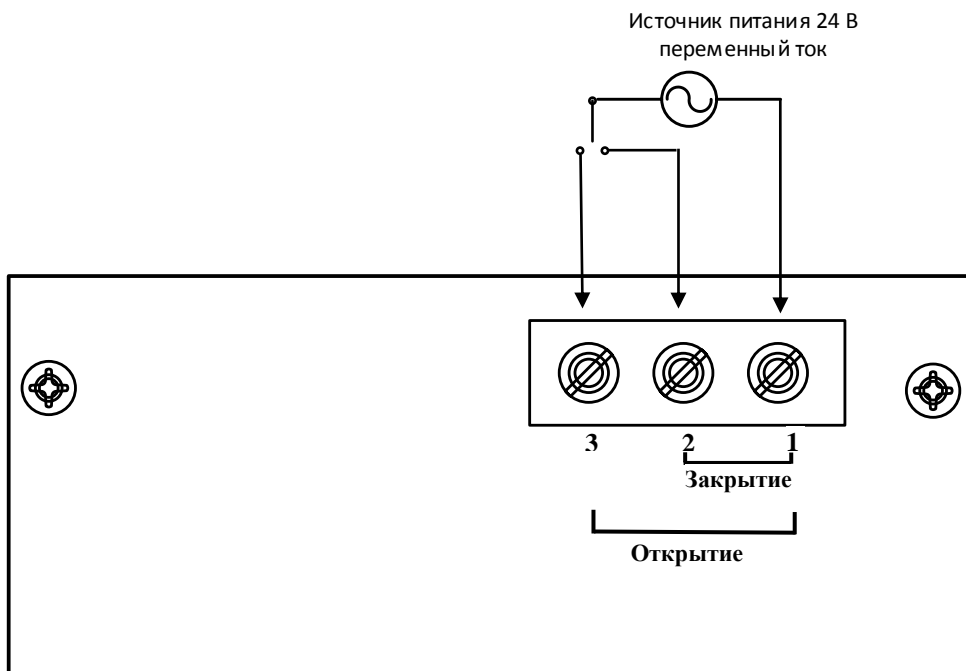 Источник питания 24 В
переменный ток
3 2 1
Закрытие
Открытие